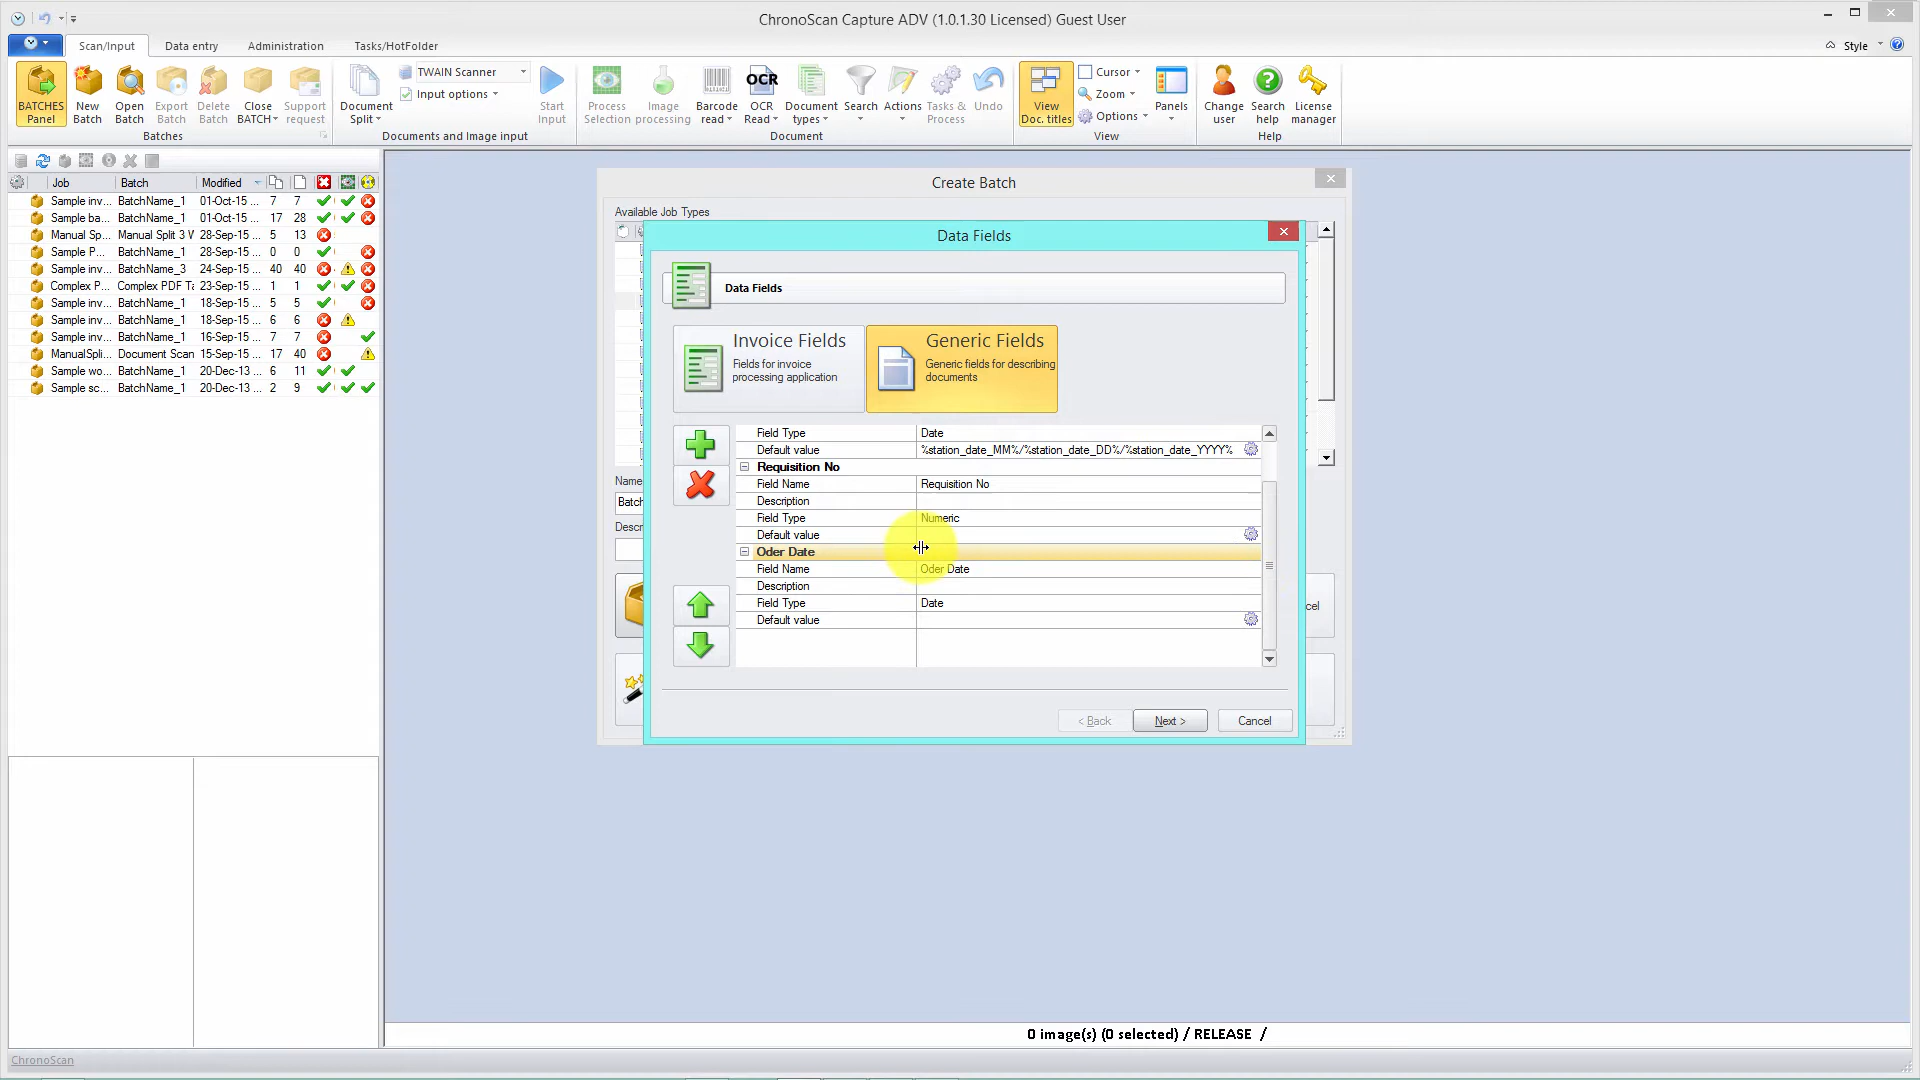 ChronoScan Capture ADV (1.0.1.30 Licensed) Guest User
Scan/Input Data entry Administration Tasks/HotFolder Style
BATCHES Panel
New Batch
Open Batch
Export Batch
Delete Batch
Close BATCH
Support request
Batches
Document Split
TWAIN Scanner
Input options
Start Input
Documents and Image input
Process Selection
Image processing
Barcode read
OCR
OCR Read
Document types
Search
Actions
Tasks & Process
Undo
Document
View Doc. titles
Cursor
Zoom
Options
Panels
View
Change user
Search help
License manager
Help
Job Batch Modified
Sample inv... BatchName_1 01-Oct-15 ... 7 7
Sample ba... BatchName_1 01-Oct-15 ... 17 28
Manual Sp... Manual Split 3 W 28-Sep-15 ... 5 13
Sample P... BatchName_1 28-Sep-15 ... 0 0
Sample inv... BatchName_3 24-Sep-15 ... 40 40
Complex P... Complex PDF Ta 23-Sep-15 ... 1 1
Sample inv... BatchName_1 18-Sep-15 ... 5 5
Sample inv... BatchName_1 18-Sep-15 ... 6 6
Sample inv... BatchName_1 16-Sep-15 ... 7 7
ManualSpli... Document Scan 15-Sep-15 ... 17 40
Sample wo... BatchName_1 20-Dec-13 ... 6 11
Sample sc... BatchName_1 20-Dec-13 ... 2 9
Create Batch
Available Job Types
Name
Batch
Descr
cel
Data Fields
Data Fields
Invoice Fields
Fields for invoice
processing application
Generic Fields
Generic fields for describing
documents
Field Type Date
Default value %station_date_MM%/%station_date_DD%/%station_date_YYYY%
Requisition No
Field Name Requisition No
Description
Field Type Numeric
Default value
Oder Date
Field Name Oder Date
Description
Field Type Date
Default value
< Back Next > Cancel
0 image(s) (0 selected) / RELEASE /
ChronoScan